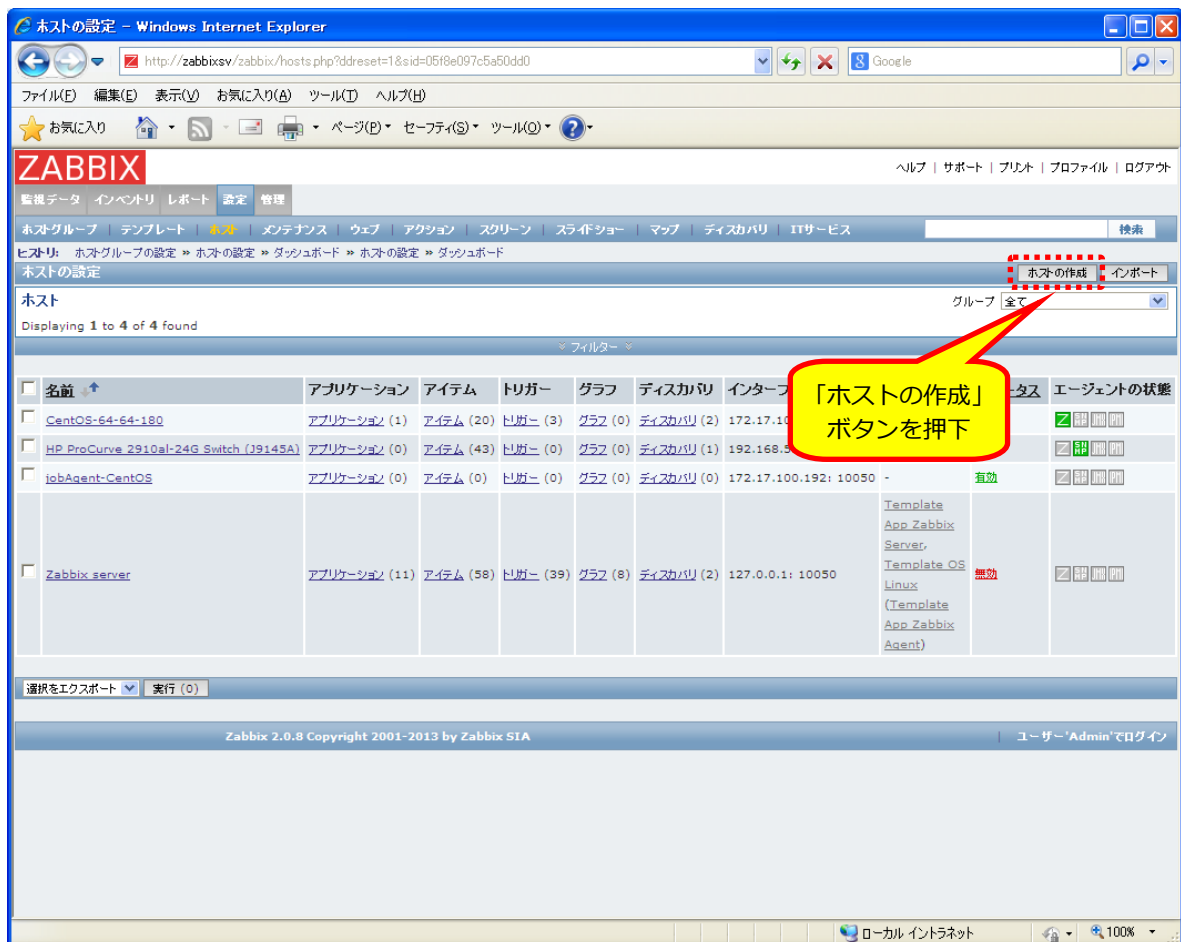 ホストの設定 - Windows Internet Explorer
http://zabbixsv/zabbix/hosts.php?ddreset=1&sid=05f8e097c5a50dd0
Google
ファイル(F) 編集(E) 表示(V) お気に入り(A) ツール(T) ヘルプ(H)
お気に入り ページ(P) セーフティ(S) ツール(O)
ZABBIX
ヘルプ | サポート | プリント | プロファイル | ログアウト
監視データ インベントリ レポート 設定 管理
ホストグループ | テンプレート | ホスト | メンテナンス | ウェブ | アクション | スクリーン | スライドショー | マップ | ディスカバリ | ITサービス 検索
ヒストリ: ホストグループの設定 » ホストの設定 » ダッシュボード » ホストの設定 » ダッシュボード
ホストの設定 ホストの作成 インポート
ホスト グループ 全て
Displaying 1 to 4 of 4 found
フィルター
「ホストの作成」
ボタンを押下
名前 アプリケーション アイテム トリガー グラフ ディスカバリ インターフ タス エージェントの状態
CentOS-64-64-180 アプリケーション (1) アイテム (20) トリガー (3) グラフ (0) ディスカバリ (2) 172.17.10
HP ProCurve 2910al-24G Switch (J9145A) アプリケーション (0) アイテム (43) トリガー (0) グラフ (0) ディスカバリ (1) 192.168.5
jobAgent-CentOS アプリケーション (0) アイテム (0) トリガー (0) グラフ (0) ディスカバリ (0) 172.17.100.192: 10050 - 有効
Zabbix server アプリケーション (11) アイテム (58) トリガー (39) グラフ (8) ディスカバリ (2) 127.0.0.1: 10050
Template
App Zabbix
Server,
Template OS
Linux
(Template
App Zabbix
Agent)
無効
選択をエクスポート 実行 (0)
Zabbix 2.0.8 Copyright 2001-2013 by Zabbix SIA | ユーザー'Admin'でログイン
ローカル イントラネット 100%